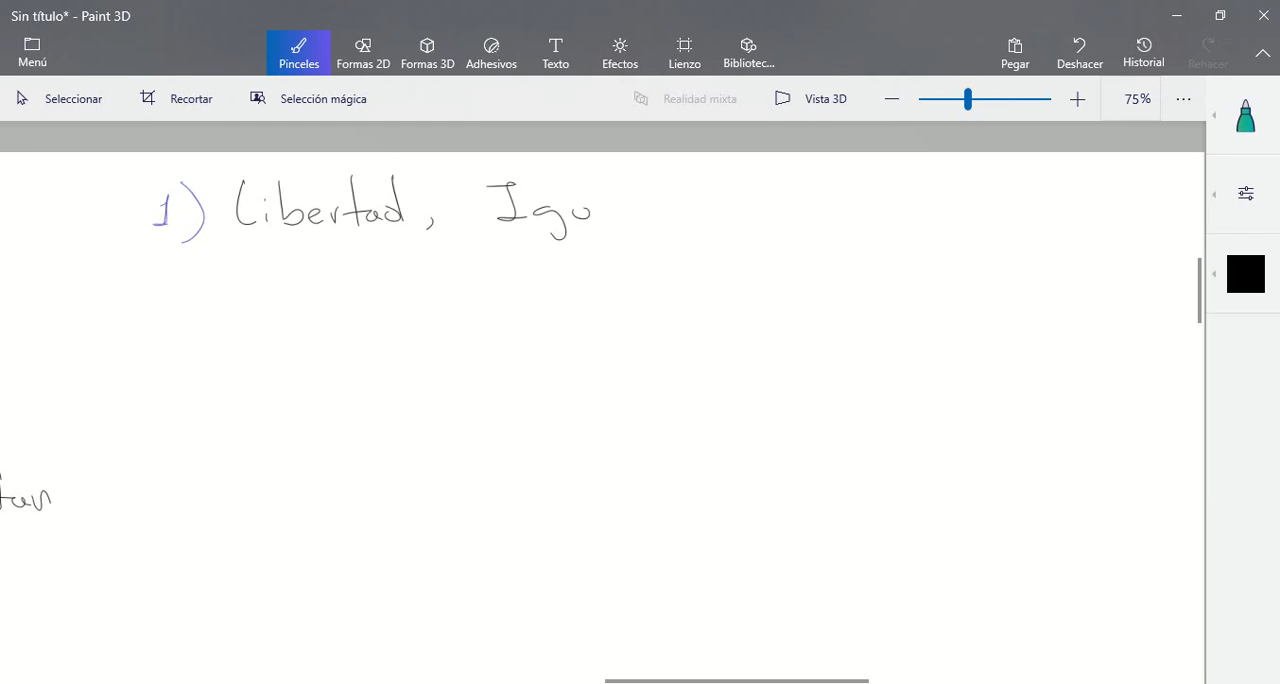 Sin título* - Paint 3D
Menú Pinceles Formas 2D Formas 3D Adhesivos Texto Efectos Lienzo Bibliotec... Pegar Deshacer Historial Rehacer
Seleccionar Recortar Selección mágica Realidad mixta Vista 3D 75% ...
1) Libertad, Igu